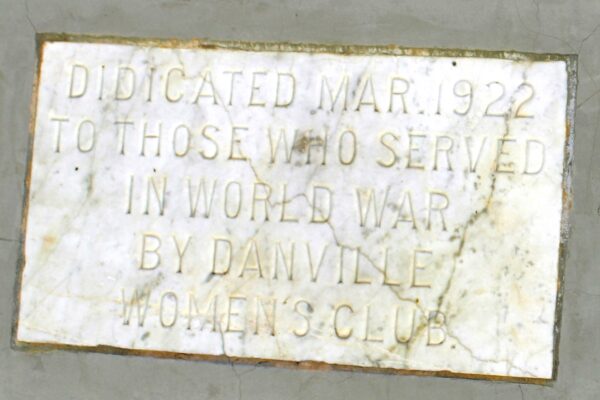 DIDICATED MAR. 1922
TO THOSE WHO SERVED
IN WORLD WAR
BY DANVILLE
WOMEN'S CLUB.